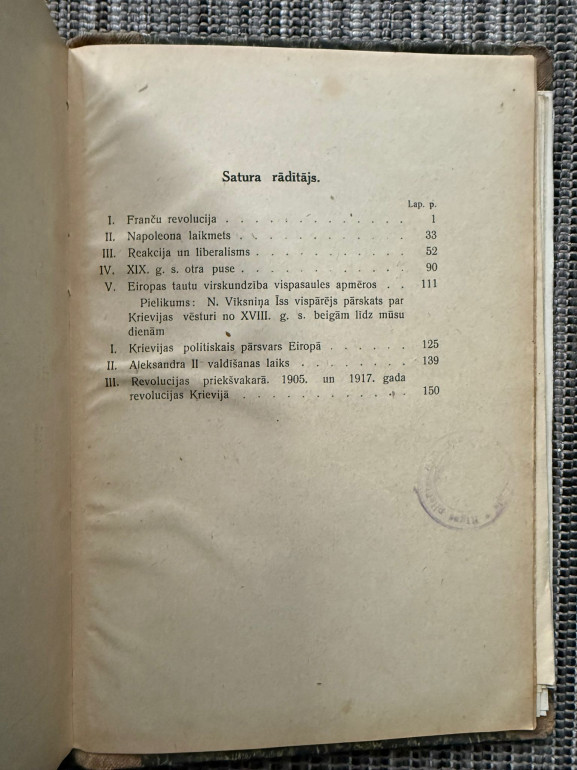 Satura rādītājs.
Lap. p.
I. Franču revolucija . . . . . . . . . . . . . 1
II. Napoleona laikmets . . . . . . . . . . . . 33
III. Reakcija un liberalisms . . . . . . . . . . . 52
IV. XIX. g. s. otra puse . . . . . . . . . . . . 90
V. Eiropas tautu virskundzība vispasaules apmēros . . 111
Pielikums: N. Vīksniņa Īss vispārējs pārskats par
Krievijas vēsturi no XVIII. g. s. beigām līdz mūsu
dienām
I. Krievijas politiskais pārsvars Eiropā . . . . . . 125
II. Aleksandra II valdīšanas laiks . . . . . . . . 139
III. Revolucijas priekšvakarā. 1905. un 1917. gada
revolucijas Krievijā . . . . . . . . . . . . 150